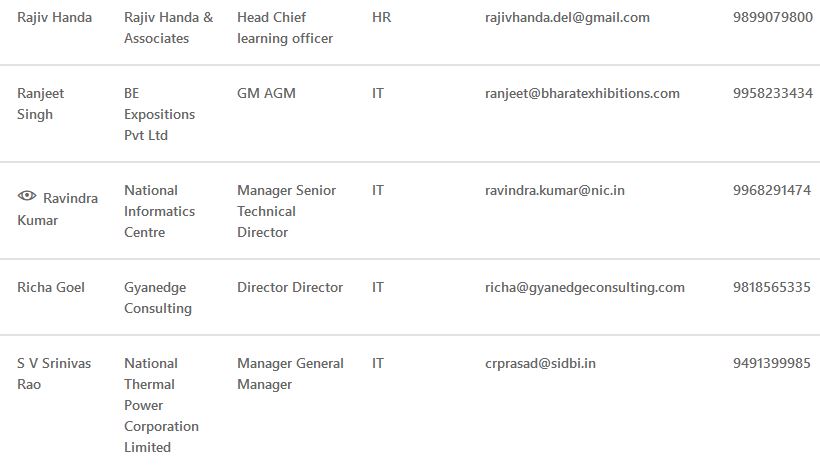 Rajiv Handa Rajiv Handa & Head Chief HR rajivhanda.del@gmail.com 9899079800
Associates learning officer
Ranjeet BE GM AGM IT ranjeet@bharatexhibitions.com 9958233434
Singh Expositions
Pvt Ltd
Ravindra National Manager Senior IT ravindra.kumar@nic.in 9968291474
Kumar Informatics Technical
Centre Director
Richa Goel Gyanedge Director Director IT richa@gyanedgeconsulting.com 9818565335
Consulting
S V Srinivas National Manager General IT crprasad@sidbi.in 9491399985
Rao Thermal Manager
Power
Corporation
Limited